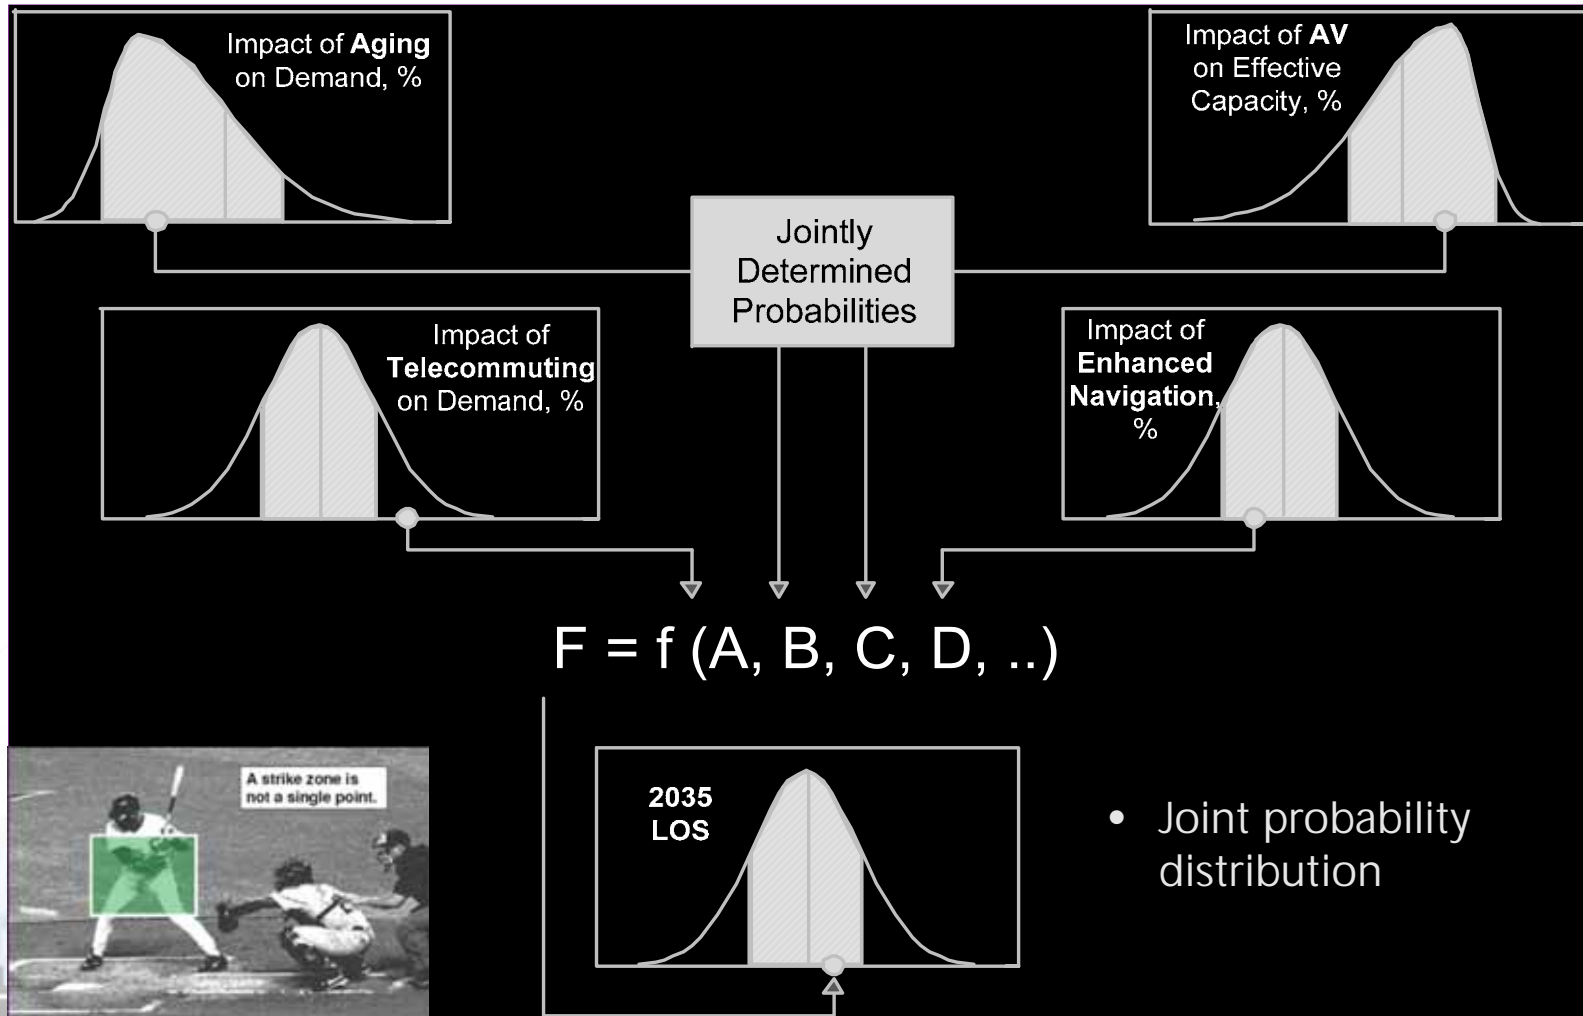 Impact of Aging
on Demand, %
Impact of AV
on Effective
Capacity, %
Jointly
Determined
Probabilities
Impact of
Telecommuting
on Demand, %
Impact of
Enhanced
Navigation,
%
F = f (A, B, C, D, ..)
A strike zone is
not a single point.
2035
LOS
• Joint probability
distribution